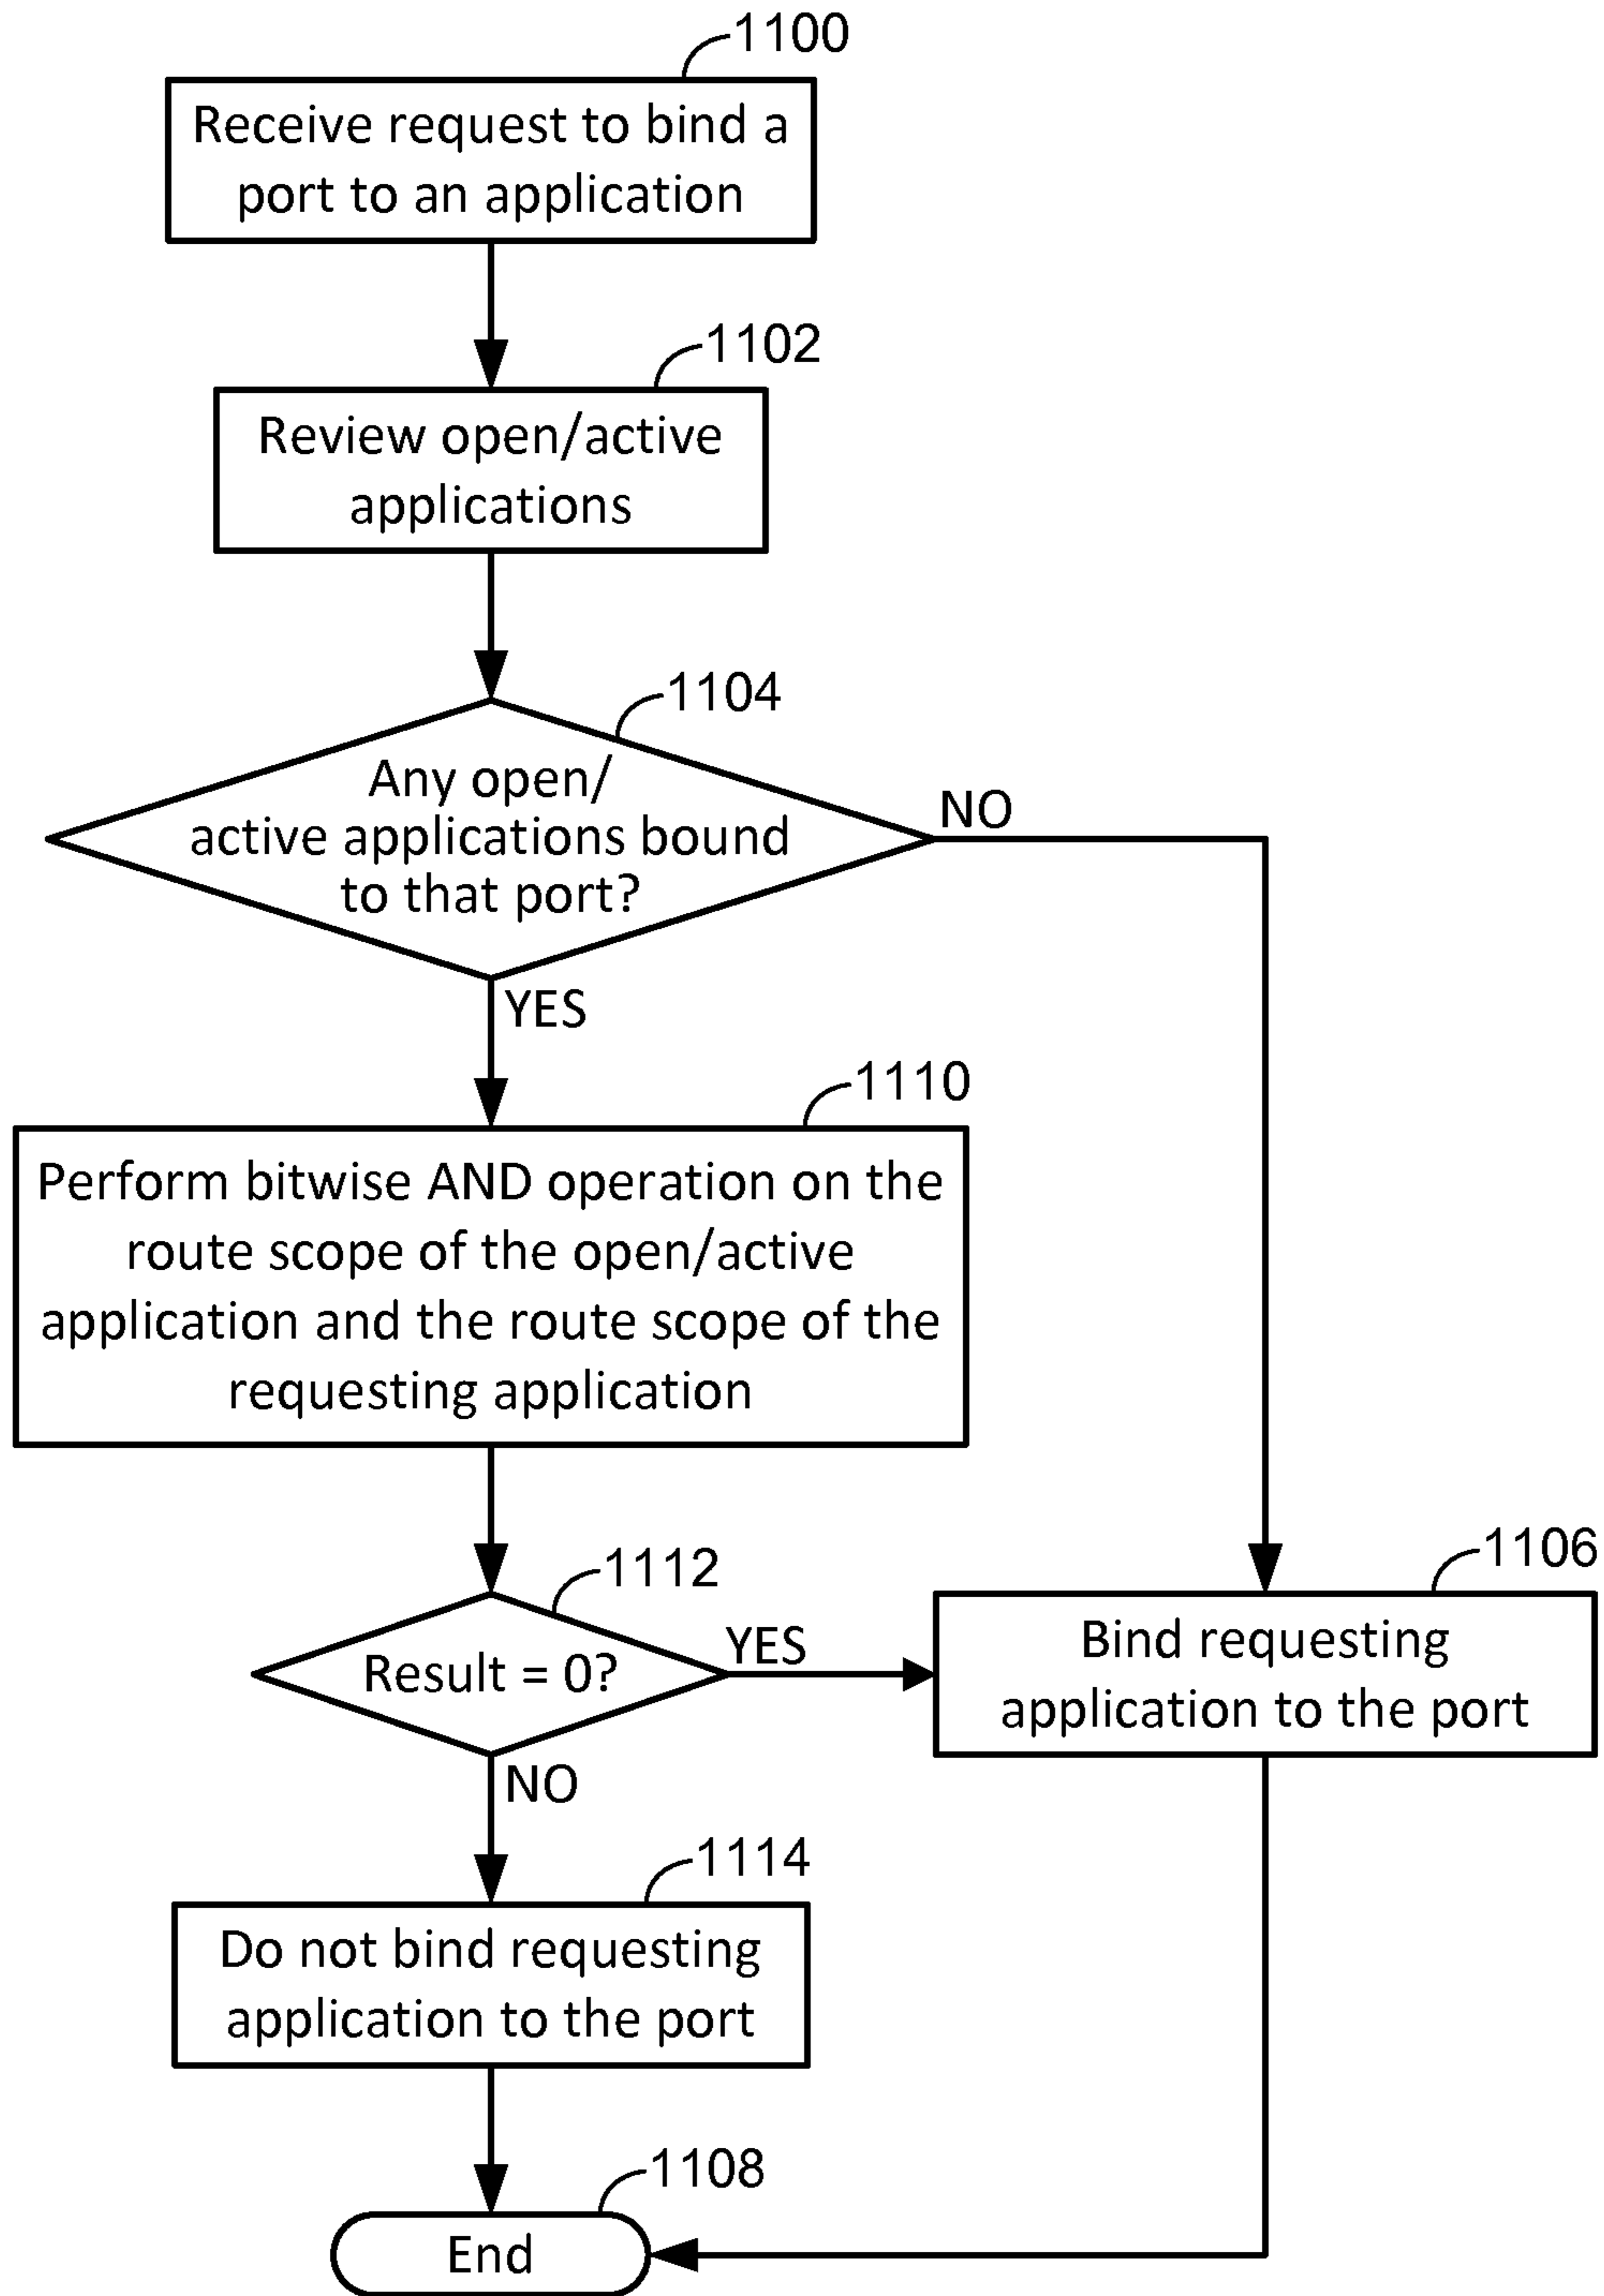 1100
Receive request to bind a
port to an application
1102
Review open/active
applications
1104
Any open/
active applications bound
to that port?
NO
YES
1110
Perform bitwise AND operation on the
route scope of the open/active
application and the route scope of the
requesting application
1112
Result = 0?
YES
NO
1106
Bind requesting
application to the port
1114
Do not bind requesting
application to the port
1108
End